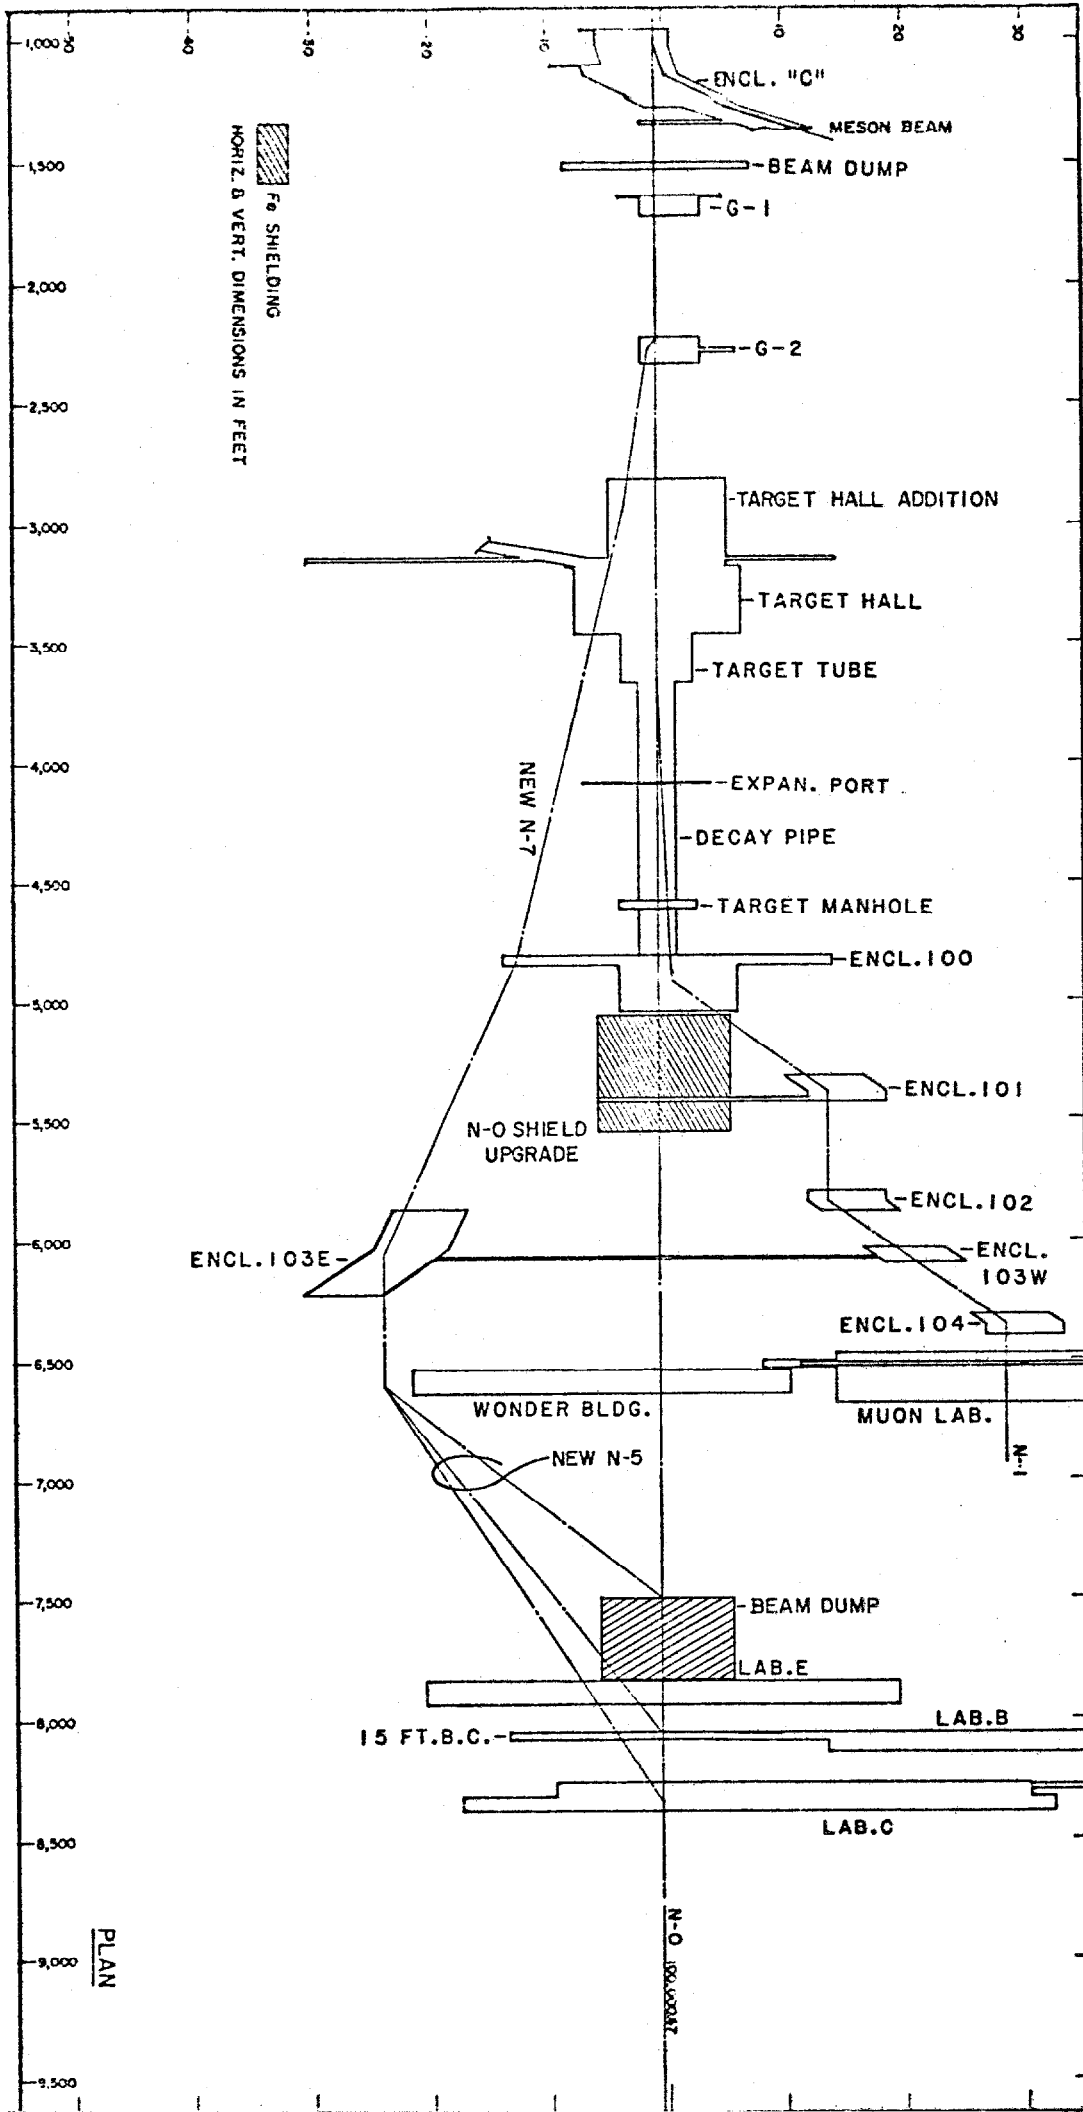 50
30
20
10
10
20
30
1,000
ENCL. "C"
MESON BEAM
1,500
BEAM DUMP
G-1
Fe SHIELDING
HORIZ. & VERT. DIMENSIONS IN FEET
2,000
G-2
2,500
TARGET HALL ADDITION
3,000
TARGET HALL
3,500
TARGET TUBE
4,000
NEW N-7
EXPAN. PORT
DECAY PIPE
4,500
TARGET MANHOLE
ENCL.100
5,000
ENCL.101
5,500
N-O SHIELD
UPGRADE
ENCL.102
6,000
ENCL.103E
ENCL.
103W
ENCL.104
6,500
WONDER BLDG.
MUON LAB.
N-1
NEW N-5
7,000
7,500
BEAM DUMP
LAB.E
8,000
LAB.B
15 FT.B.C.
LAB.C
8,500
N-O
9,000
PLAN
9,500